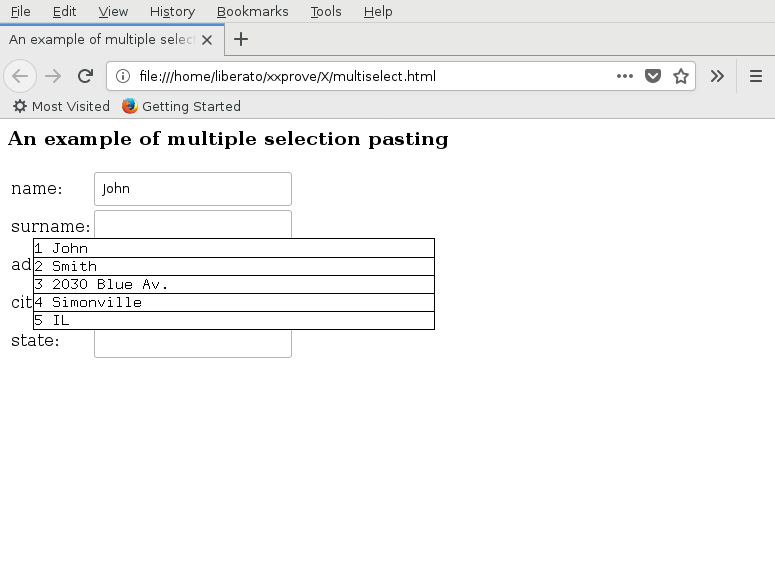 File Edit View History Bookmarks Tools Help
An example of multiple selec
file:///home/liberato/xxprove/X/multiselect.html
Most Visited Getting Started
An example of multiple selection pasting
name: John
surname:
1 John
ad
2 Smith
3 2030 Blue Av.
cit
4 Simonville
5 IL
state: